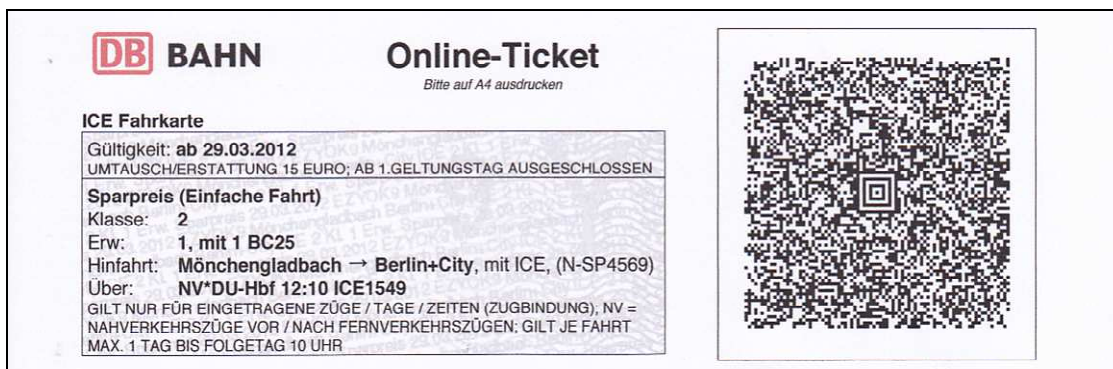 DB BAHN
Online-Ticket
Bitte auf A4 ausdrucken
ICE Fahrkarte
Gültigkeit: ab 29.03.2012
UMTAUSCH/ERSTATTUNG 15 EURO; AB 1.GELTUNGSTAG AUSGESCHLOSSEN
Sparpreis (Einfache Fahrt)
Klasse: 2
Erw: 1, mit 1 BC25
Hinfahrt: Mönchengladbach → Berlin+City, mit ICE, (N-SP4569)
Über: NV*DU-Hbf 12:10 ICE1549
GILT NUR FÜR EINGETRAGENE ZÜGE / TAGE / ZEITEN (ZUGBINDUNG); NV =
NAHVERKEHRSZÜGE VOR / NACH FERNVERKEHRSZÜGEN; GILT JE FAHRT
MAX. 1 TAG BIS FOLGETAG 10 UHR